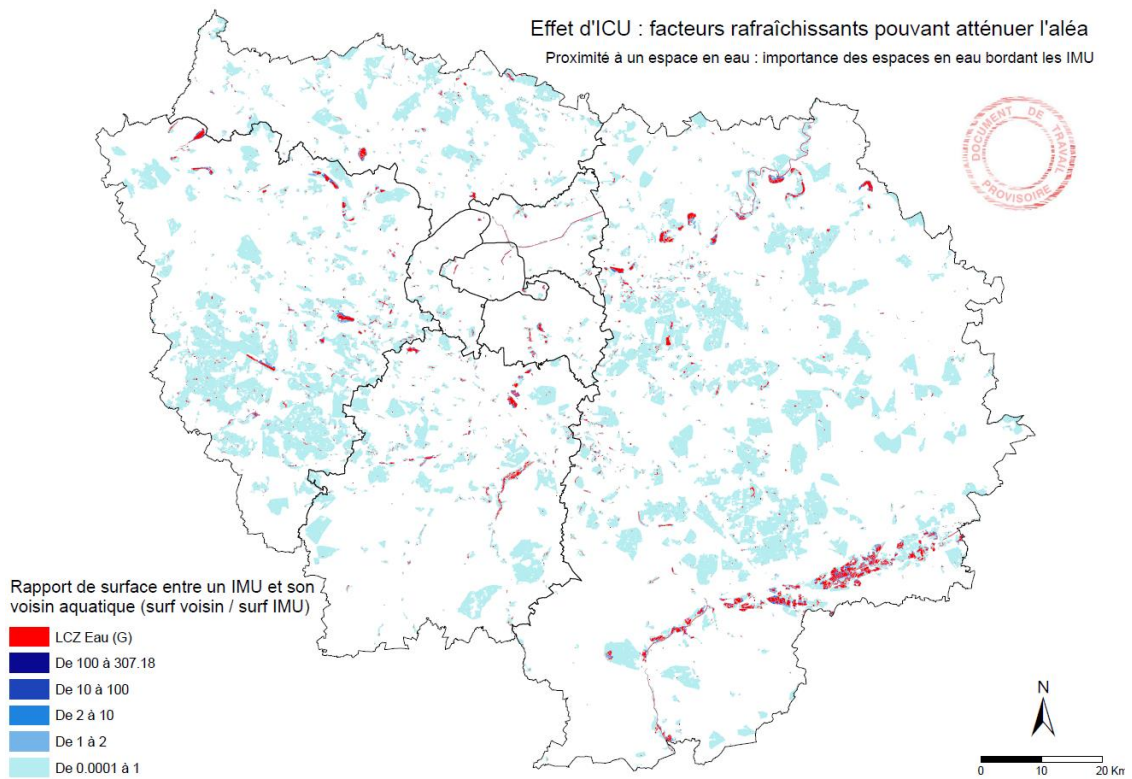 Effet d'ICU : facteurs rafraîchissants pouvant atténuer l'aléa
Proximité à un espace en eau : importance des espaces en eau bordant les IMU
DOCUMENT DE TRAVAIL
PROVISOIRE
Rapport de surface entre un IMU et son
voisin aquatique (surf voisin / surf IMU)
LCZ Eau (G)
De 100 à 307.18
De 10 à 100
De 2 à 10
De 1 à 2
De 0.0001 à 1
N
0 10 20 Km